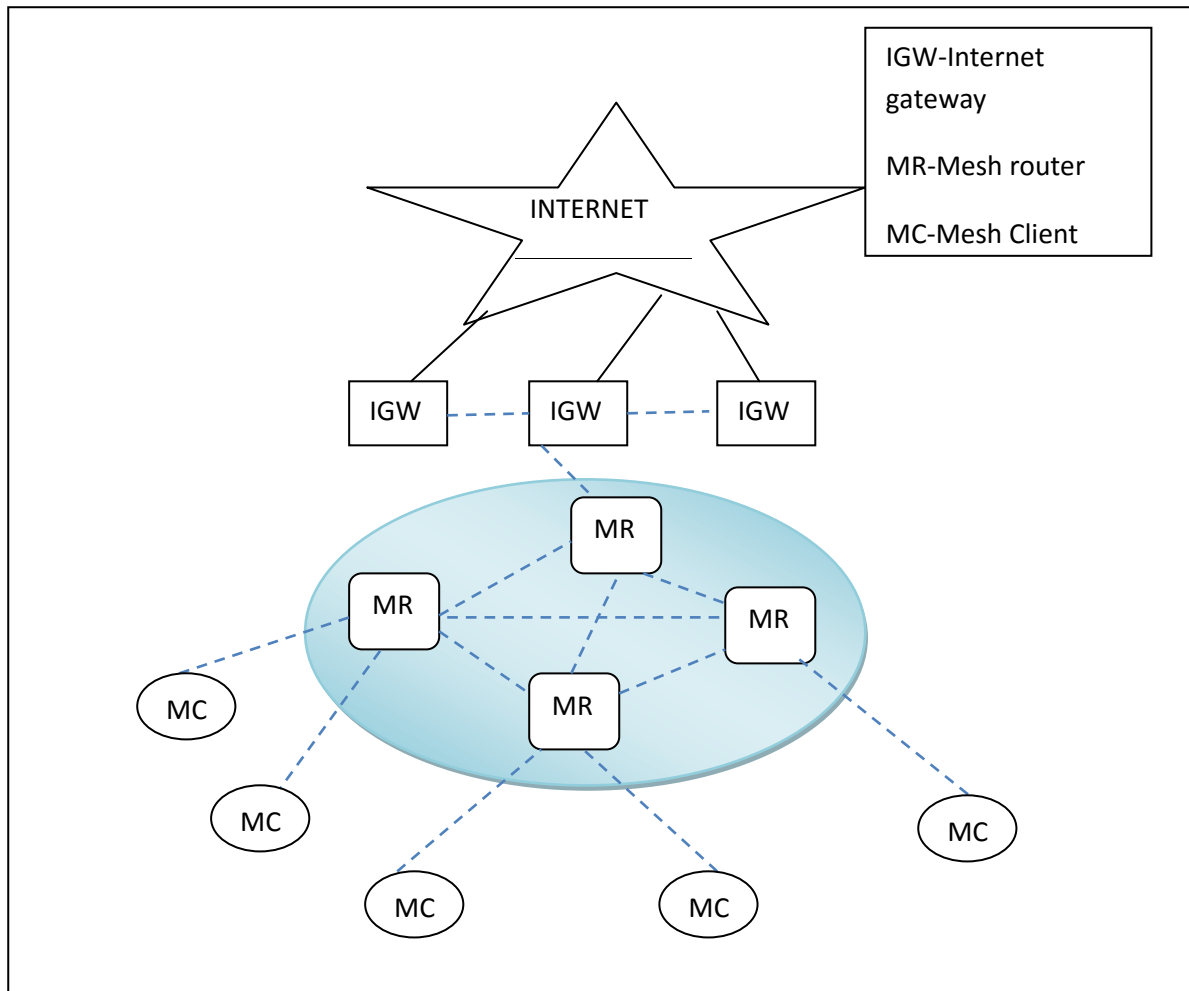 IGW-Internet
gateway
MR-Mesh router
MC-Mesh Client
INTERNET
IGW
IGW
IGW
MR
MR
MR
MR
MC
MC
MC
MC
MC